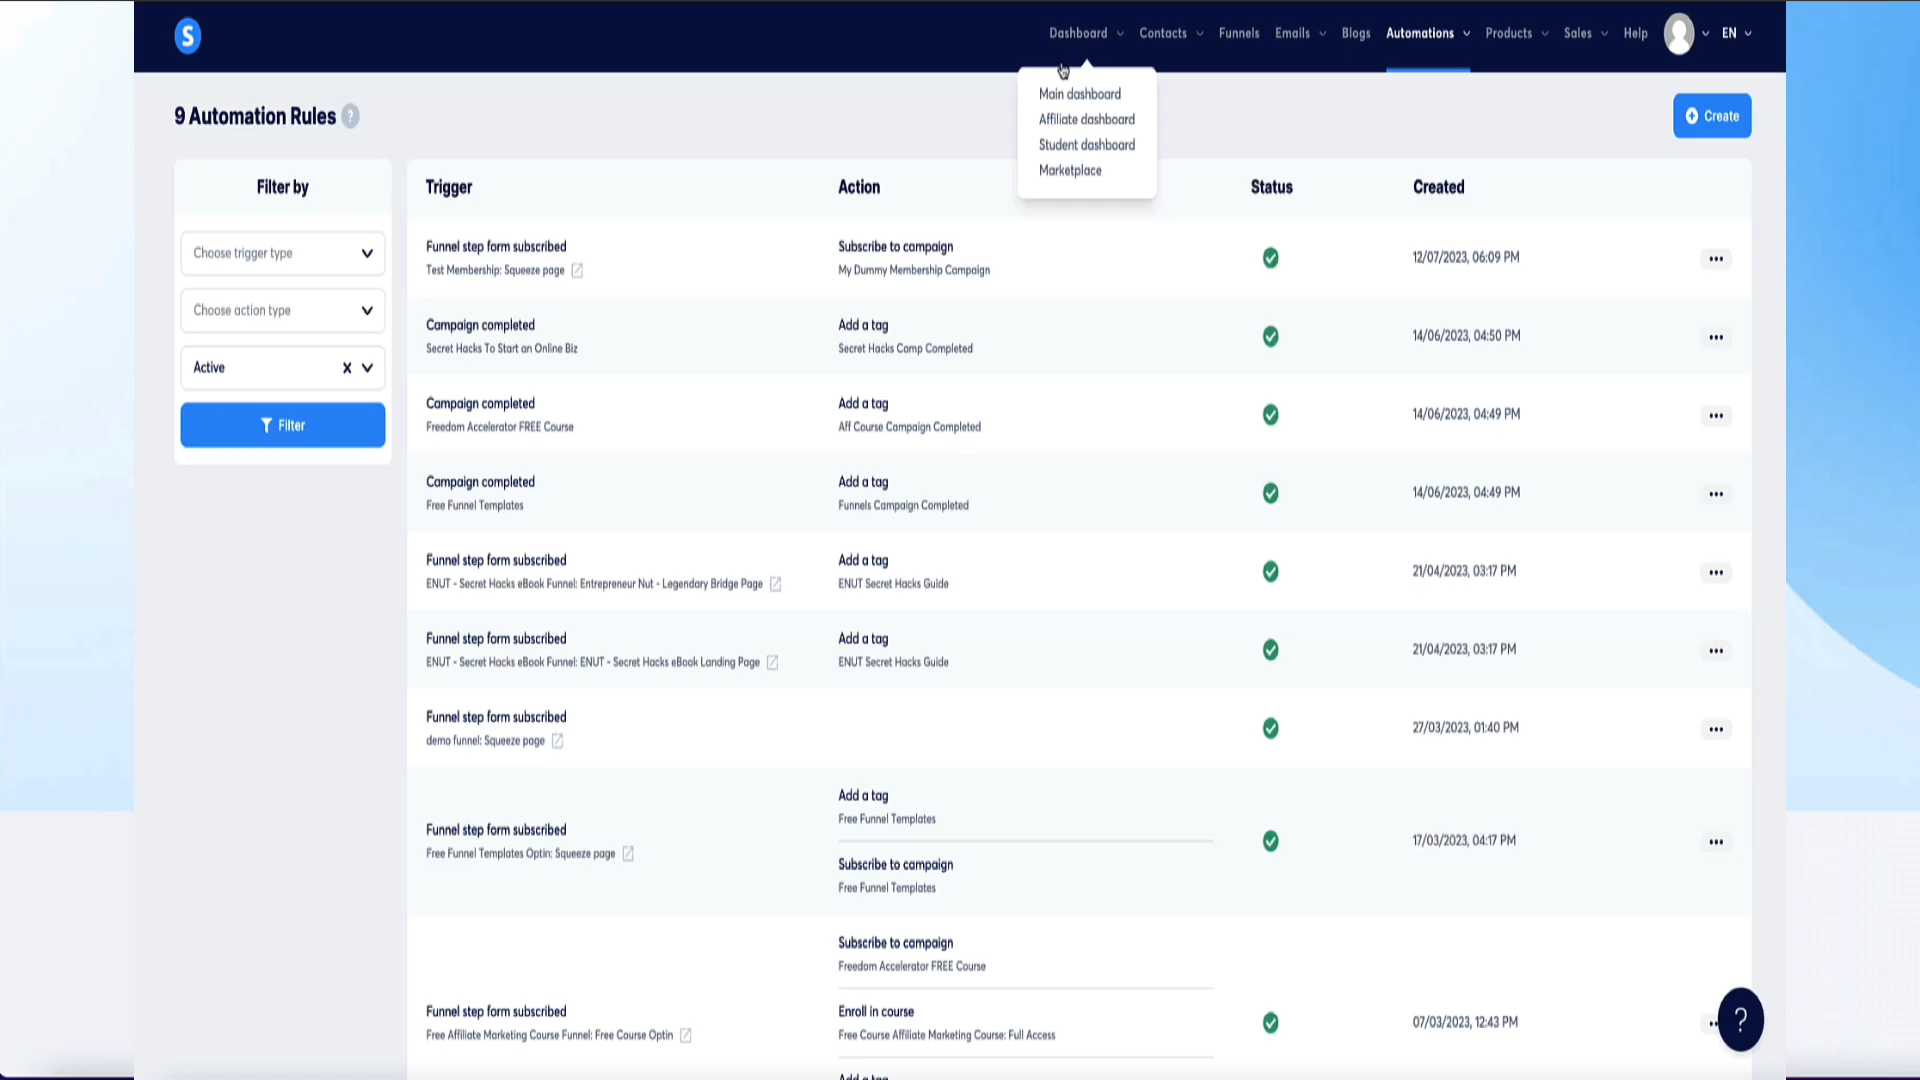 S
Dashboard
Contacts
Funnels
Emails
Blogs
Automations
Products
Sales
Help
EN
Main dashboard
Affiliate dashboard
Student dashboard
Marketplace
9 Automation Rules ?
Create
Filter by
Choose trigger type
Choose action type
Active
Filter
Trigger Action Status Created
Funnel step form subscribed
Test Membership: Squeeze page
Subscribe to campaign
My Dummy Membership Campaign
12/07/2023, 06:09 PM
Campaign completed
Secret Hacks To Start an Online Biz
Add a tag
Secret Hacks Camp Completed
14/06/2023, 04:50 PM
Campaign completed
Freedom Accelerator FREE Course
Add a tag
Aff Course Campaign Completed
14/06/2023, 04:49 PM
Campaign completed
Free Funnel Templates
Add a tag
Funnels Campaign Completed
14/06/2023, 04:49 PM
Funnel step form subscribed
ENUT - Secret Hacks eBook Funnel: Entrepreneur Nut - Legendary Bridge Page
Add a tag
ENUT Secret Hacks Guide
21/04/2023, 03:17 PM
Funnel step form subscribed
ENUT - Secret Hacks eBook Funnel: ENUT - Secret Hacks eBook Landing Page
Add a tag
ENUT Secret Hacks Guide
21/04/2023, 03:17 PM
Funnel step form subscribed
demo funnel: Squeeze page
27/03/2023, 01:40 PM
Funnel step form subscribed
Free Funnel Templates Optin: Squeeze page
Add a tag
Free Funnel Templates
Subscribe to campaign
Free Funnel Templates
17/03/2023, 04:17 PM
Funnel step form subscribed
Free Affiliate Marketing Course Funnel: Free Course Optin
Subscribe to campaign
Freedom Accelerator FREE Course
Enroll in course
Free Course Affiliate Marketing Course: Full Access
Add a tag
07/03/2023, 12:43 PM
?